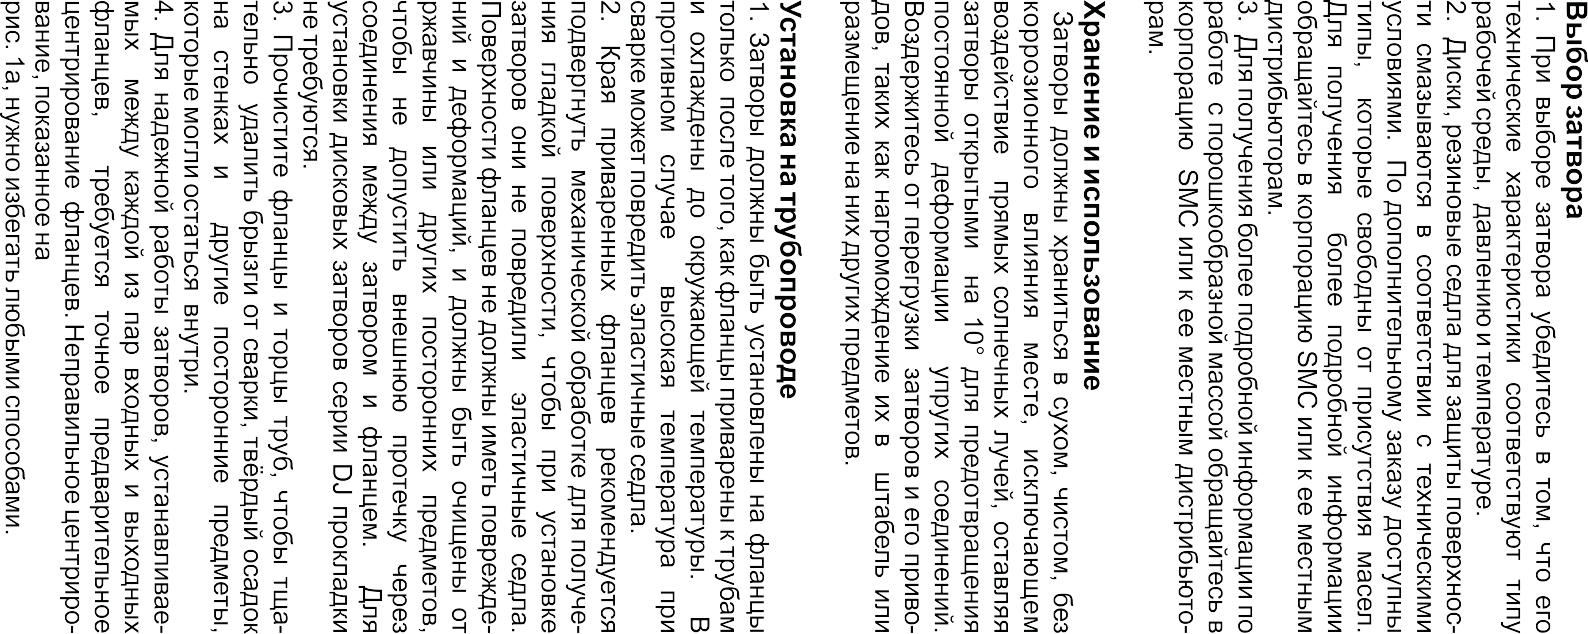 Выбор затвора
1. При выборе затвора убедитесь в том, что его
технические характеристики соответствуют типу
рабочей среды, давлению и температуре.
2. Диски, резиновые седла для защиты поверхнос-
ти смазываются в соответствии с техническими
условиями. По дополнительному заказу доступны
типы, которые свободны от присутствия масел.
Для получения более подробной информации
обращайтесь в корпорацию SMC или к ее местным
дистрибьюторам.
3. Для получения более подробной информации по
работе с порошкообразной массой обращайтесь в
корпорацию SMC или к ее местным дистрибьюто-
рам.
Хранение и использование
Затворы должны храниться в сухом, чистом, без
коррозионного влияния месте, исключающем
воздействие прямых солнечных лучей, оставляя
затворы открытыми на 10° для предотвращения
постоянной деформации упругих соединений.
Воздержитесь от перегрузки затворов и его приво-
дов, таких как нагромождение их в штабель или
размещение на них других предметов.
Установка на трубопроводе
1. Затворы должны быть установлены на фланцы
только после того, как фланцы приварены к трубам
и охлаждены до окружающей температуры. В
противном случае высокая температура при
сварке может повредить эластичные седла.
2. Края приваренных фланцев рекомендуется
подвергнуть механической обработке для получе-
ния гладкой поверхности, чтобы при установке
затворов они не повредили эластичные седла.
Поверхности фланцев не должны иметь поврежде-
ний и деформаций, и должны быть очищены от
ржавчины или других посторонних предметов,
чтобы не допустить внешнюю протечку через
соединения между затвором и фланцем. Для
установки дисковых затворов серии DJ прокладки
не требуются.
3. Прочистите фланцы и торцы труб, чтобы тща-
тельно удалить брызги от сварки, твёрдый осадок
на стенках и другие посторонние предметы,
которые могли остаться внутри.
4. Для надежной работы затворов, устанавливае-
мых между каждой из пар входных и выходных
фланцев, требуется точное предварительное
центрирование фланцев. Неправильное центриро-
вание, показанное на
рис. 1а, нужно избегать любыми способами.